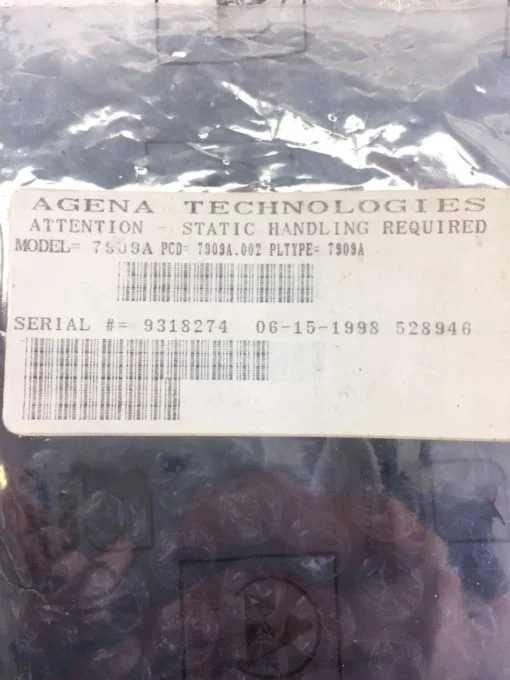 AGENA TECHNOLOGIES
ATTENTION - STATIC HANDLING REQUIRED
MODEL= 7909A PCD= 7909A.002 PLTYPE= 7909A
SERIAL #= 9318274 06-15-1998 528946